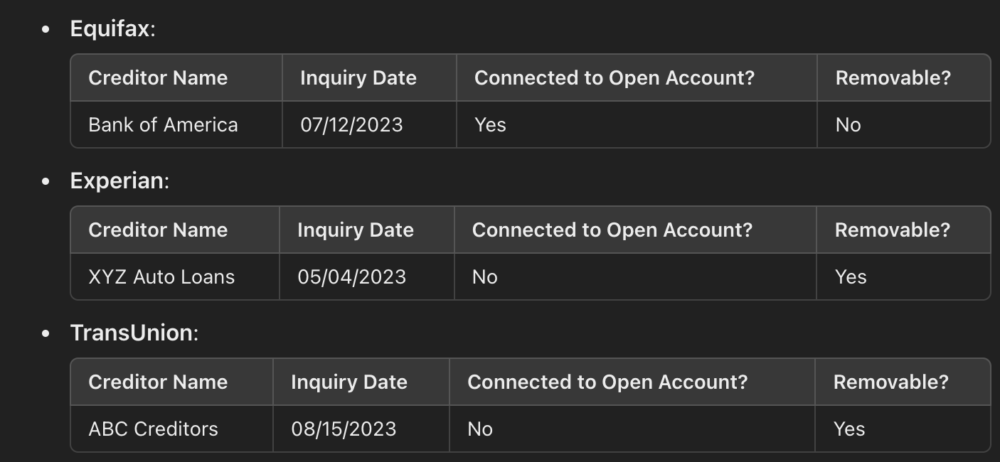 • Equifax:
Creditor Name Inquiry Date Connected to Open Account? Removable?
Bank of America 07/12/2023 Yes No
• Experian:
Creditor Name Inquiry Date Connected to Open Account? Removable?
XYZ Auto Loans 05/04/2023 No Yes
• TransUnion:
Creditor Name Inquiry Date Connected to Open Account? Removable?
ABC Creditors 08/15/2023 No Yes